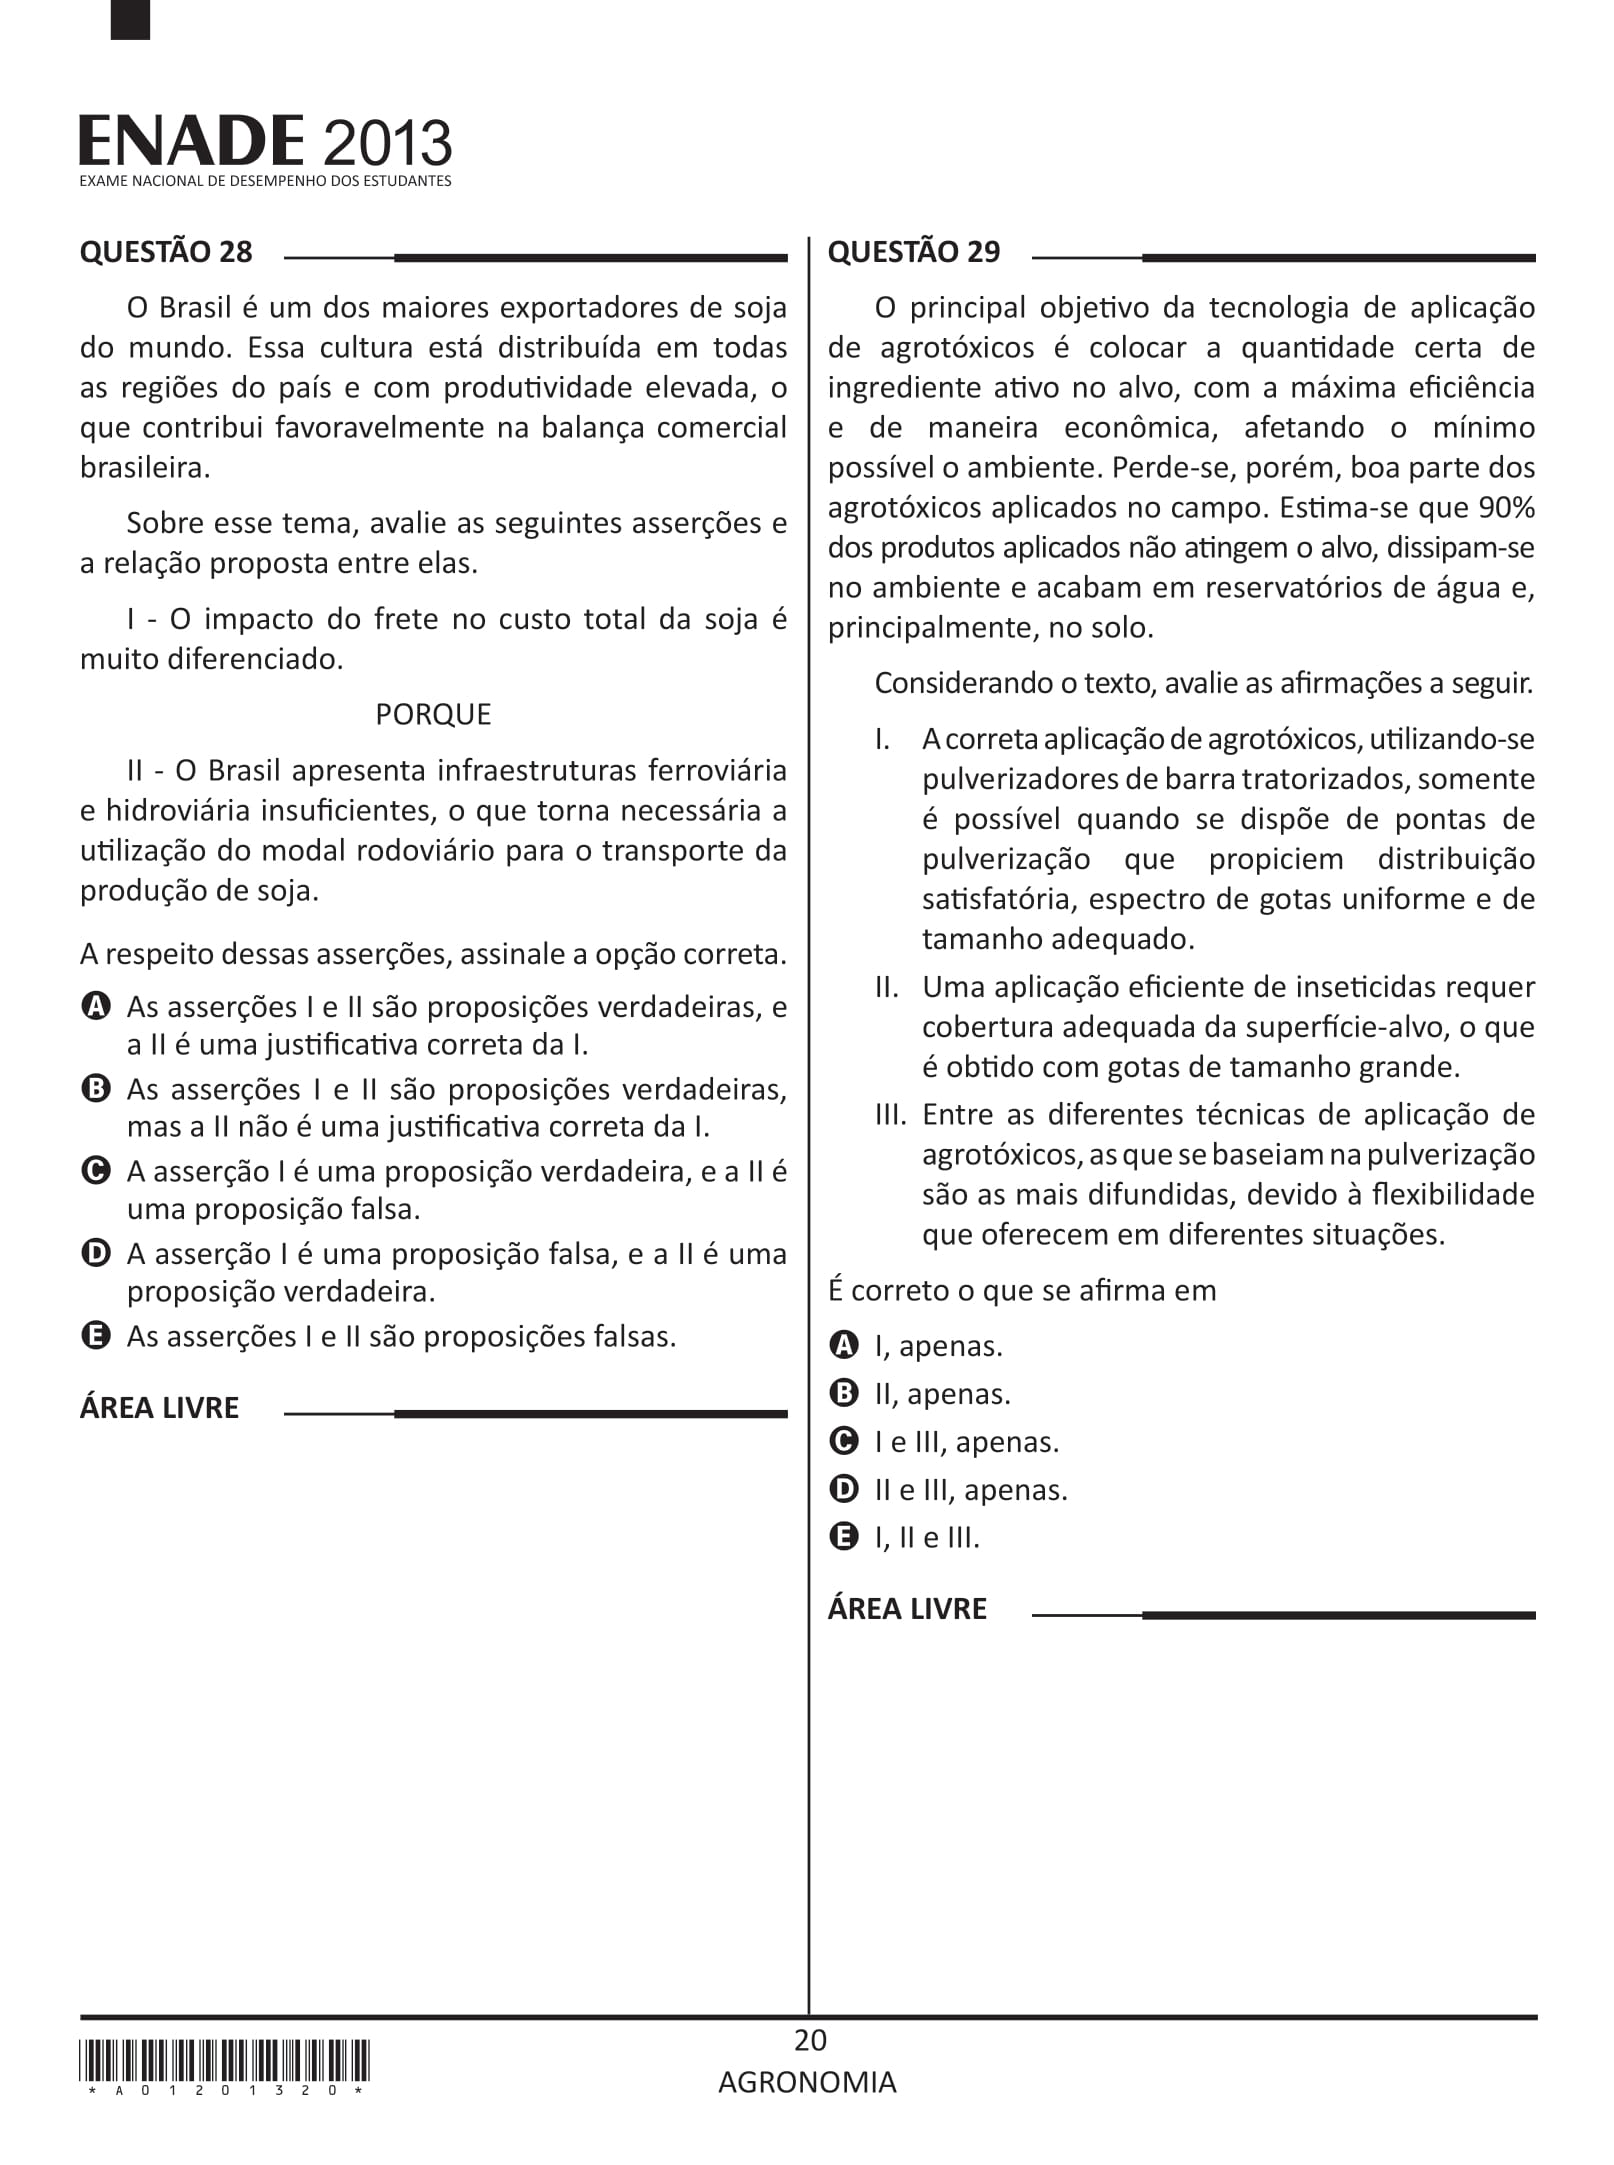 ENADE 2013
EXAME NACIONAL DE DESEMPENHO DOS ESTUDANTES
QUESTÃO 28
O Brasil é um dos maiores exportadores de soja
do mundo. Essa cultura está distribuída em todas
as regiões do país e com produtividade elevada, o
que contribui favoravelmente na balança comercial
brasileira.
Sobre esse tema, avalie as seguintes asserções e
a relação proposta entre elas.
I - O impacto do frete no custo total da soja é
muito diferenciado.
PORQUE
II - O Brasil apresenta infraestruturas ferroviária
e hidroviária insuficientes, o que torna necessária a
utilização do modal rodoviário para o transporte da
produção de soja.
A respeito dessas asserções, assinale a opção correta.
A As asserções I e II são proposições verdadeiras, e
a II é uma justificativa correta da I.
B As asserções I e II são proposições verdadeiras,
mas a II não é uma justificativa correta da I.
C A asserção I é uma proposição verdadeira, e a II é
uma proposição falsa.
D A asserção I é uma proposição falsa, e a II é uma
proposição verdadeira.
E As asserções I e II são proposições falsas.
ÁREA LIVRE
QUESTÃO 29
O principal objetivo da tecnologia de aplicação
de agrotóxicos é colocar a quantidade certa de
ingrediente ativo no alvo, com a máxima eficiência
e de maneira econômica, afetando o mínimo
possível o ambiente. Perde-se, porém, boa parte dos
agrotóxicos aplicados no campo. Estima-se que 90%
dos produtos aplicados não atingem o alvo, dissipam-se
no ambiente e acabam em reservatórios de água e,
principalmente, no solo.
Considerando o texto, avalie as afirmações a seguir.
I. A correta aplicação de agrotóxicos, utilizando-se
pulverizadores de barra tratorizados, somente
é possível quando se dispõe de pontas de
pulverização que propiciem distribuição
satisfatória, espectro de gotas uniforme e de
tamanho adequado.
II. Uma aplicação eficiente de inseticidas requer
cobertura adequada da superfície-alvo, o que
é obtido com gotas de tamanho grande.
III. Entre as diferentes técnicas de aplicação de
agrotóxicos, as que se baseiam na pulverização
são as mais difundidas, devido à flexibilidade
que oferecem em diferentes situações.
É correto o que se afirma em
A I, apenas.
B II, apenas.
C I e III, apenas.
D II e III, apenas.
E I, II e III.
ÁREA LIVRE
*A01201320*
20
AGRONOMIA